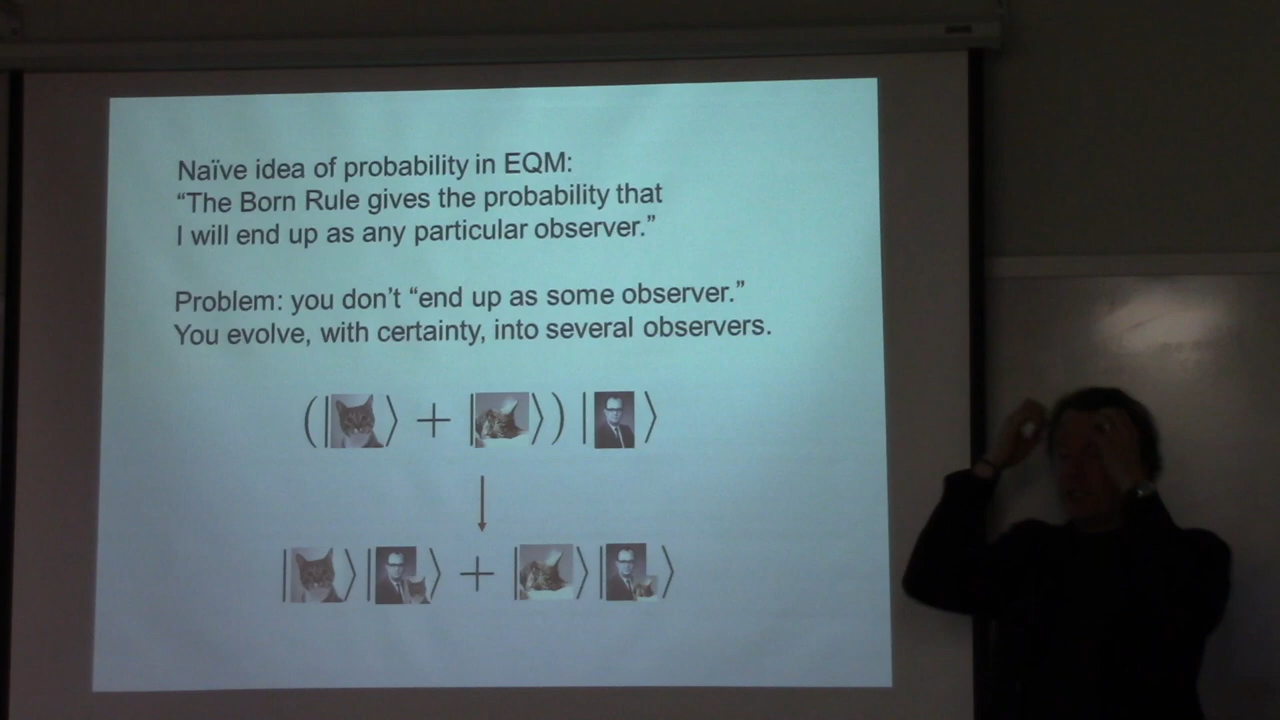 Naïve idea of probability in EQM:
“The Born Rule gives the probability that
I will end up as any particular observer.”
Problem: you don’t “end up as some observer.”
You evolve, with certainty, into several observers.
(|⟩ + |⟩) |⟩
|⟩|⟩ + |⟩|⟩